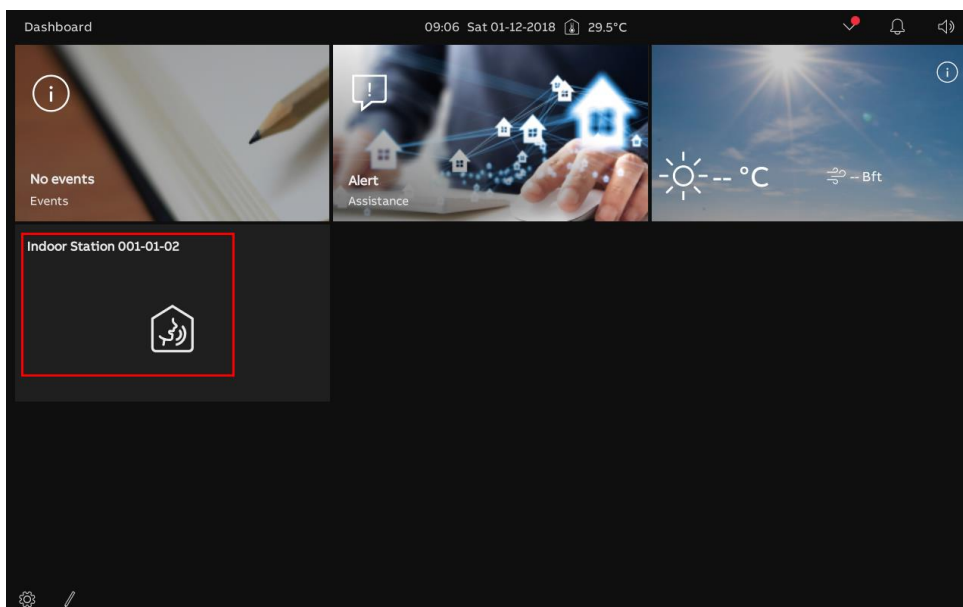 Dashboard
09:06 Sat 01-12-2018 29.5°C
No events
Events
Alert
Assistance
-- °C
-- Bft
Indoor Station 001-01-02